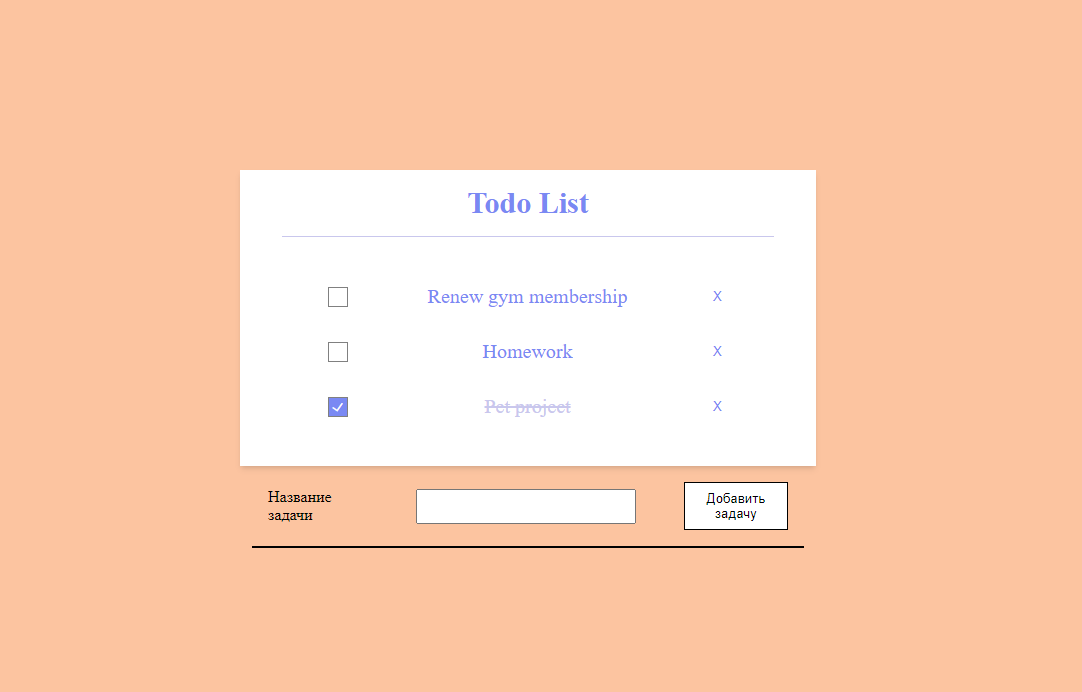 Todo List
Renew gym membership X
Homework X
Pet project X
Название
задачи
Добавить
задачу